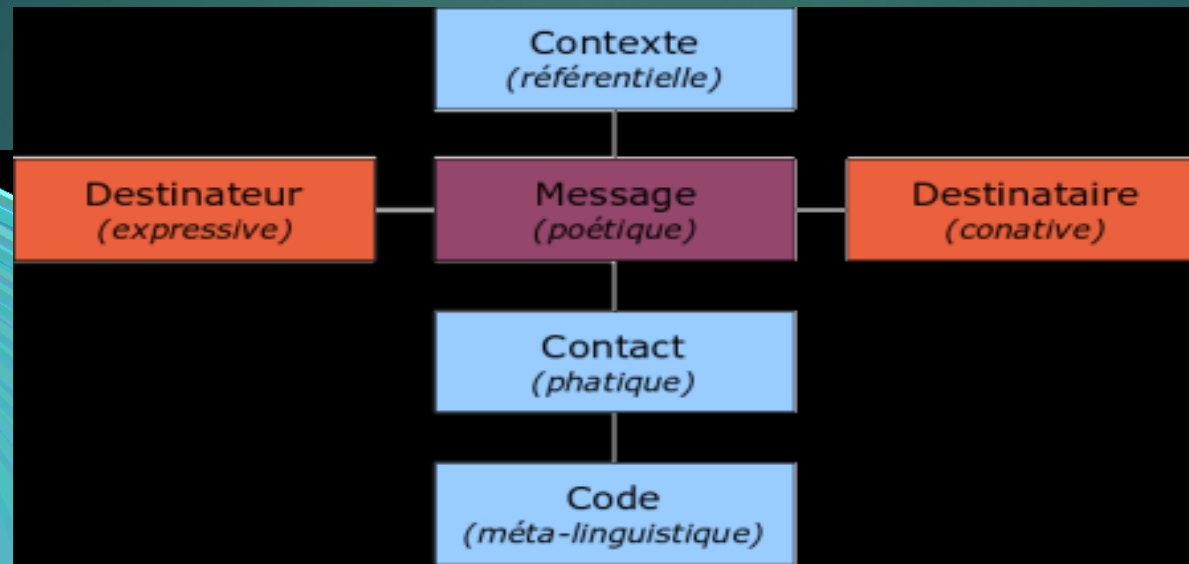 Contexte
(référentielle)
Destinateur
(expressive)
Message
(poétique)
Destinataire
(conative)
Contact
(phatique)
Code
(méta-linguistique)